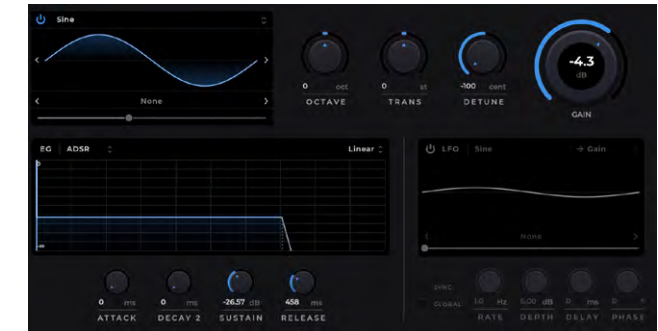 Sine
-4.3
dB
0 oct
0 st
-100 cent
OCTAVE TRANS DETUNE
None
GAIN
EG ADSR Linear
LFO Sine → Gain
0
-∞
None
SYNC
GLOBAL
0 ms
0 ms
-26.57 dB
458 ms
1.0 Hz
0.00 dB
0 ms
0 °
ATTACK DECAY 2 SUSTAIN RELEASE
RATE DEPTH DELAY PHASE